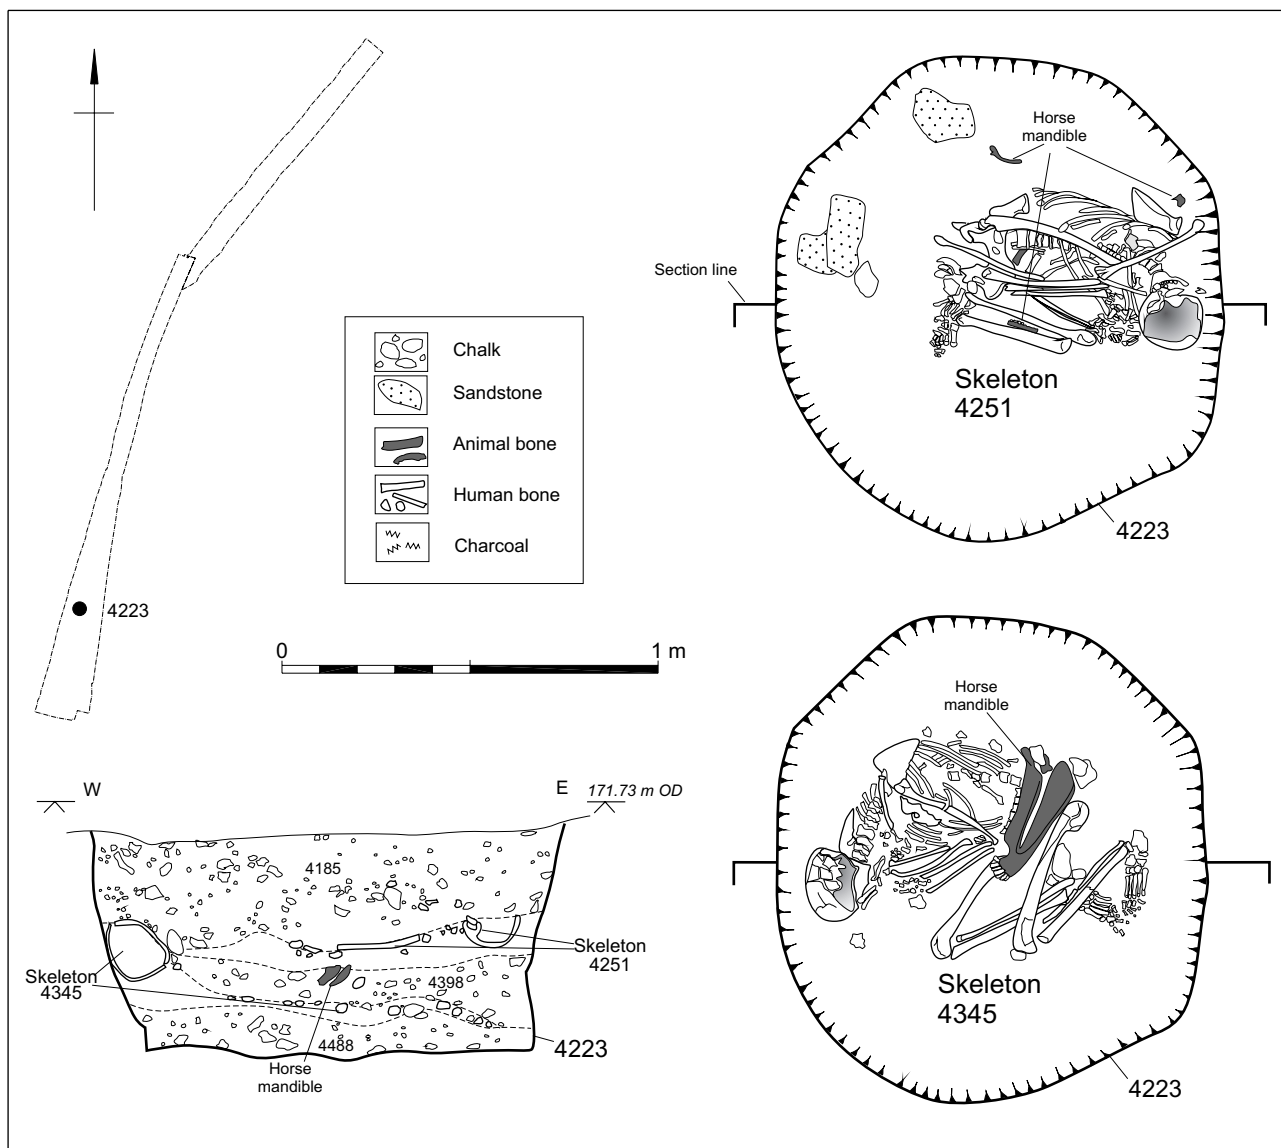 4223
Chalk
Sandstone
Animal bone
Human bone
Charcoal
0
1 m
Horse
mandible
Section line
Skeleton
4251
4223
Horse
mandible
Skeleton
4345
4223
W
E
171.73 m OD
4185
Skeleton
4251
Skeleton
4345
4398
4488
4223
Horse
mandible